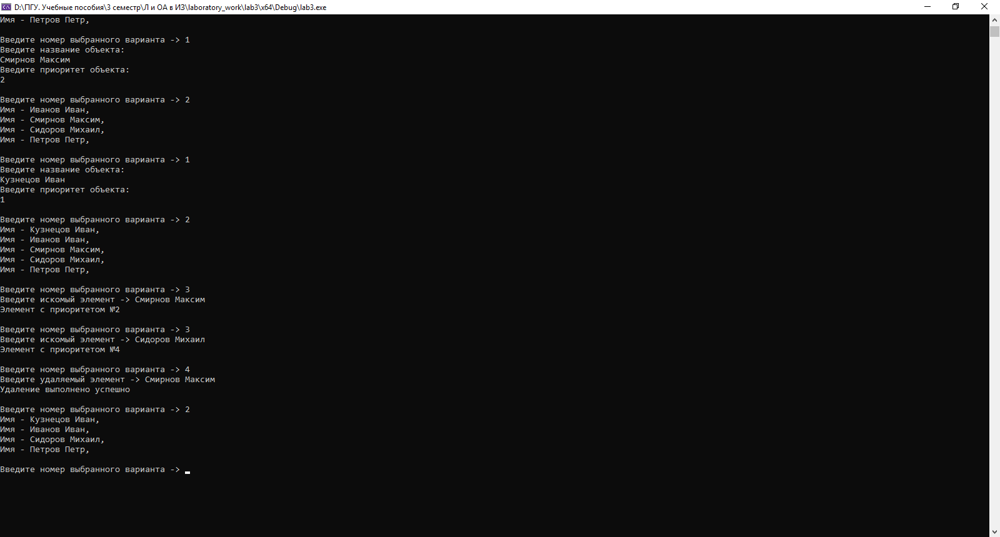 D:\ПГУ. Учебные пособия\3 семестр\Л и ОА в ИЗ\laboratory_work\lab3\x64\Debug\lab3.exe
Имя - Петров Петр,
Введите номер выбранного варианта -> 1
Введите название объекта:
Смирнов Максим
Введите приоритет объекта:
2
Введите номер выбранного варианта -> 2
Имя - Иванов Иван,
Имя - Смирнов Максим,
Имя - Сидоров Михаил,
Имя - Петров Петр,
Введите номер выбранного варианта -> 1
Введите название объекта:
Кузнецов Иван
Введите приоритет объекта:
1
Введите номер выбранного варианта -> 2
Имя - Кузнецов Иван,
Имя - Иванов Иван,
Имя - Смирнов Максим,
Имя - Сидоров Михаил,
Имя - Петров Петр,
Введите номер выбранного варианта -> 3
Введите искомый элемент -> Смирнов Максим
Элемент с приоритетом №2
Введите номер выбранного варианта -> 3
Введите искомый элемент -> Сидоров Михаил
Элемент с приоритетом №4
Введите номер выбранного варианта -> 4
Введите удаляемый элемент -> Смирнов Максим
Удаление выполнено успешно
Введите номер выбранного варианта -> 2
Имя - Кузнецов Иван,
Имя - Иванов Иван,
Имя - Сидоров Михаил,
Имя - Петров Петр,
Введите номер выбранного варианта ->